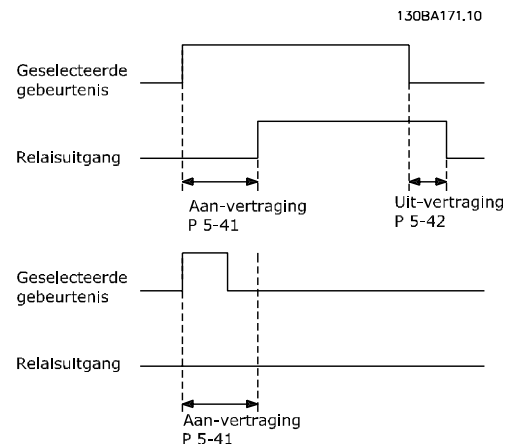 130BA171.10
Geselecteerde
gebeurtenis
Relaisuitgang
Aan-vertraging
P 5-41
Uit-vertraging
P 5-42
Geselecteerde
gebeurtenis
Relaisuitgang
Aan-vertraging
P 5-41